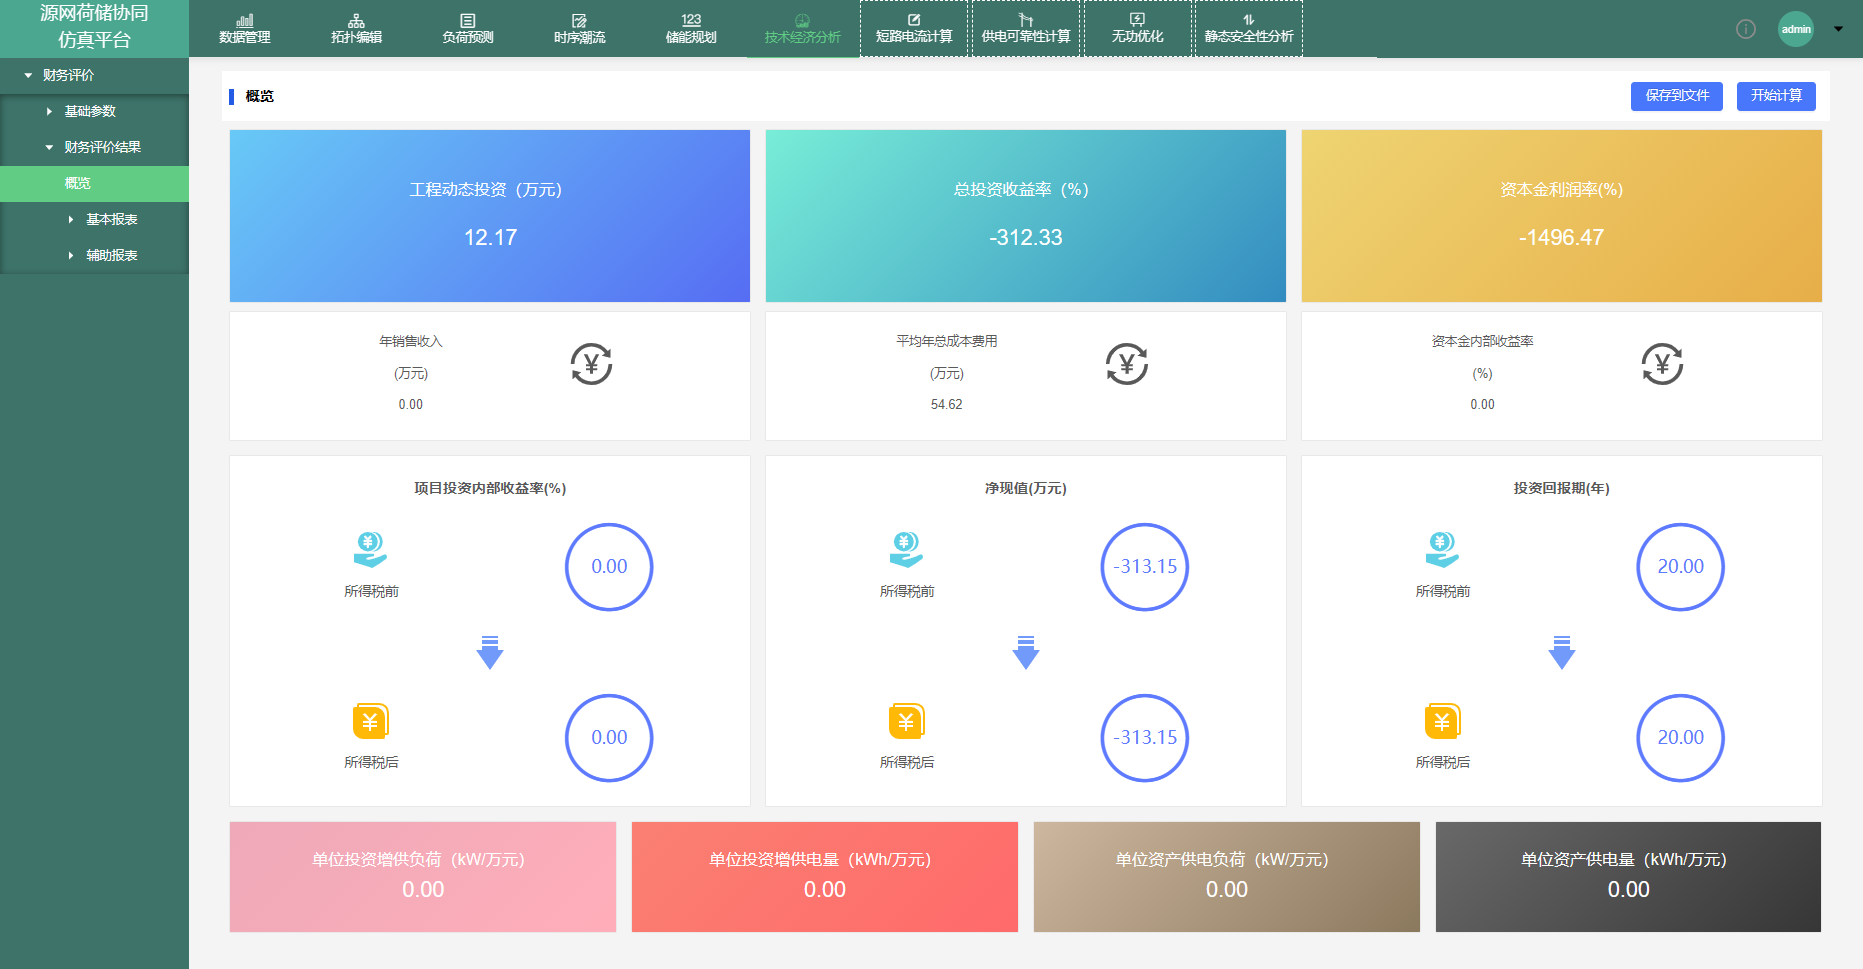 源网荷储协同
仿真平台
数据管理
拓扑编辑
负荷预测
时序潮流
123
储能规划
技术经济分析
短路电流计算
供电可靠性计算
无功优化
静态安全性分析
admin
财务评价
基础参数
财务评价结果
概览
基本报表
辅助报表
概览
保存到文件
开始计算
工程动态投资（万元）
12.17
总投资收益率（%）
-312.33
资本金利润率(%)
-1496.47
年销售收入
(万元)
0.00
平均年总成本费用
(万元)
54.62
资本金内部收益率
(%)
0.00
项目投资内部收益率(%)
所得税前
0.00
所得税后
0.00
净现值(万元)
所得税前
-313.15
所得税后
-313.15
投资回报期(年)
所得税前
20.00
所得税后
20.00
单位投资增供负荷（kW/万元）
0.00
单位投资增供电量（kWh/万元）
0.00
单位资产供电负荷（kW/万元）
0.00
单位资产供电量（kWh/万元）
0.00